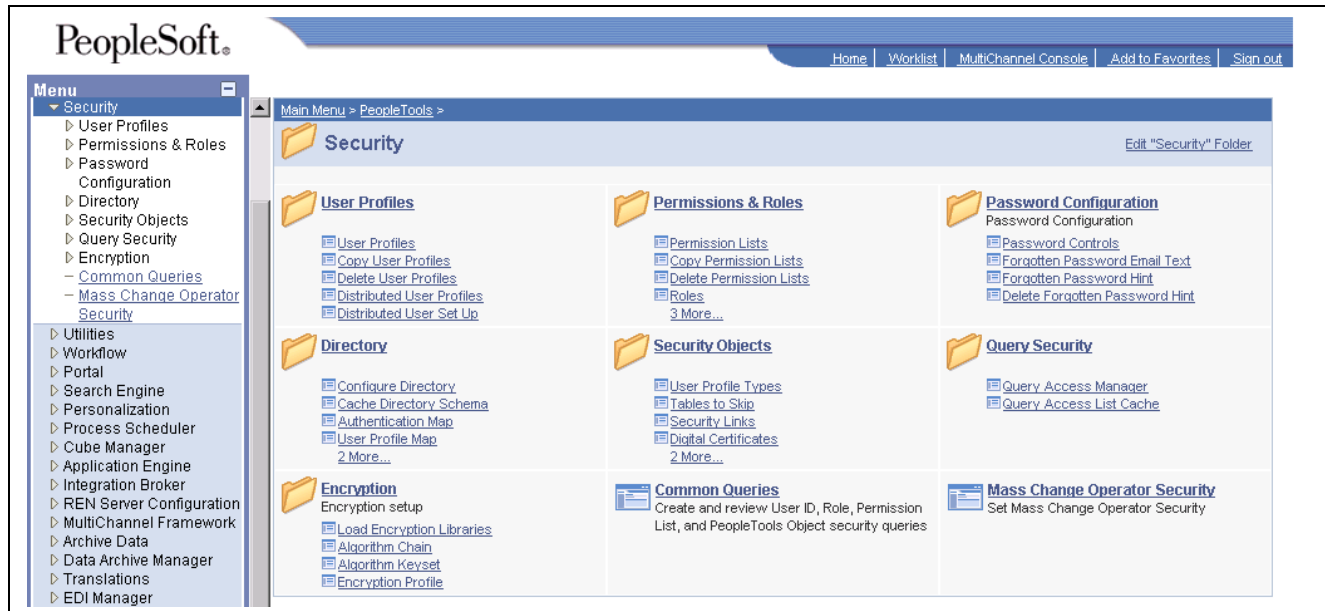 PeopleSoft®
Home | Worklist | MultiChannel Console | Add to Favorites | Sign out
Menu
Security
User Profiles
Permissions & Roles
Password
Configuration
Directory
Security Objects
Query Security
Encryption
– Common Queries
– Mass Change Operator
Security
Utilities
Workflow
Portal
Search Engine
Personalization
Process Scheduler
Cube Manager
Application Engine
Integration Broker
REN Server Configuration
MultiChannel Framework
Archive Data
Data Archive Manager
Translations
EDI Manager
Main Menu > PeopleTools >
Security
Edit "Security" Folder
User Profiles
User Profiles
Copy User Profiles
Delete User Profiles
Distributed User Profiles
Distributed User Set Up
Permissions & Roles
Permission Lists
Copy Permission Lists
Delete Permission Lists
Roles
3 More...
Password Configuration
Password Configuration
Password Controls
Forgotten Password Email Text
Forgotten Password Hint
Delete Forgotten Password Hint
Directory
Configure Directory
Cache Directory Schema
Authentication Map
User Profile Map
2 More...
Security Objects
User Profile Types
Tables to Skip
Security Links
Digital Certificates
2 More...
Query Security
Query Access Manager
Query Access List Cache
Encryption
Encryption setup
Load Encryption Libraries
Algorithm Chain
Algorithm Keyset
Encryption Profile
Common Queries
Create and review User ID, Role, Permission
List, and PeopleTools Object security queries
Mass Change Operator Security
Set Mass Change Operator Security